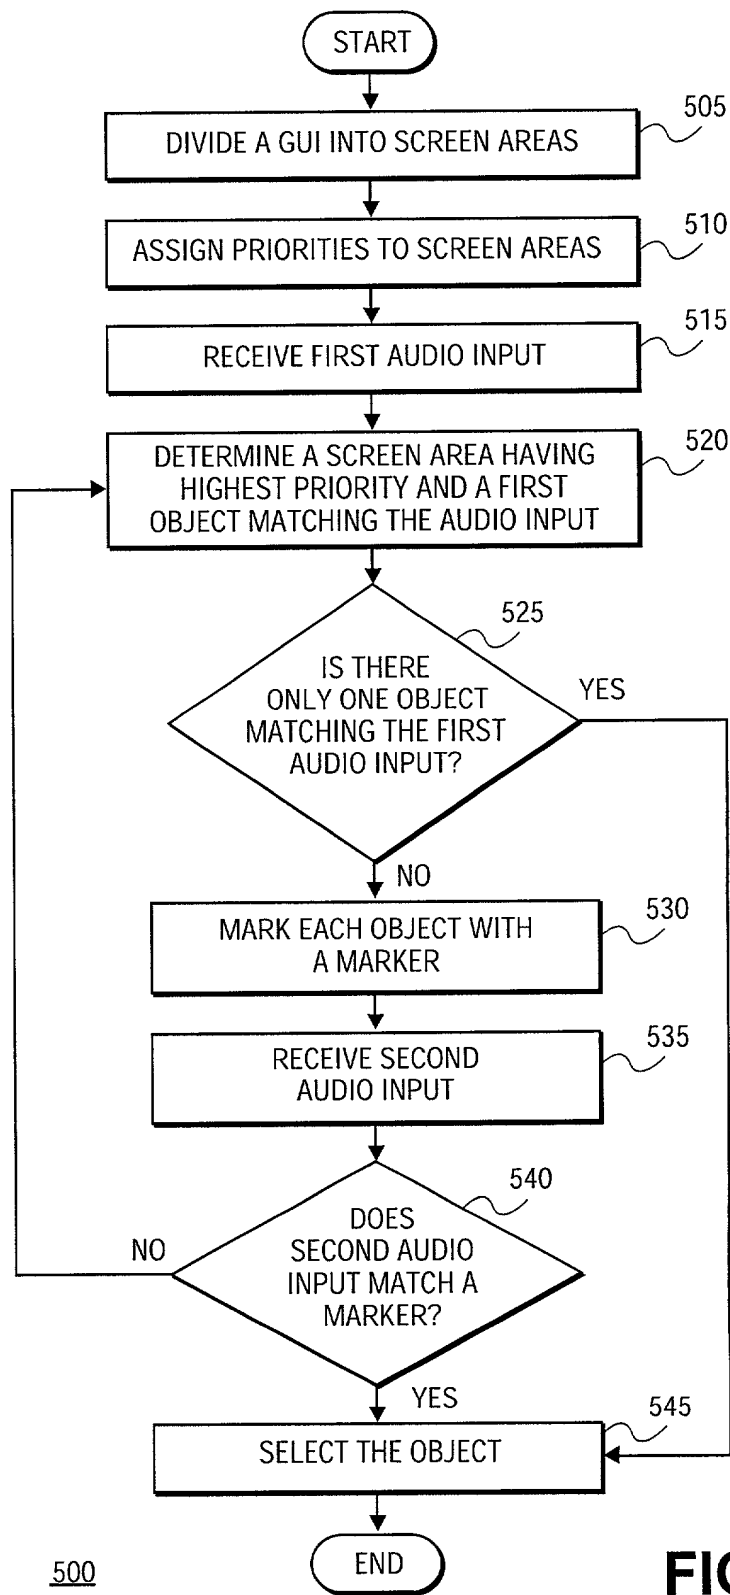 START
DIVIDE A GUI INTO SCREEN AREAS
505
ASSIGN PRIORITIES TO SCREEN AREAS
510
RECEIVE FIRST AUDIO INPUT
515
DETERMINE A SCREEN AREA HAVING
HIGHEST PRIORITY AND A FIRST
OBJECT MATCHING THE AUDIO INPUT
520
525
IS THERE
ONLY ONE OBJECT
MATCHING THE FIRST
AUDIO INPUT?
YES
NO
MARK EACH OBJECT WITH
A MARKER
530
RECEIVE SECOND
AUDIO INPUT
535
540
DOES
SECOND AUDIO
INPUT MATCH A
MARKER?
NO
YES
SELECT THE OBJECT
545
END
500